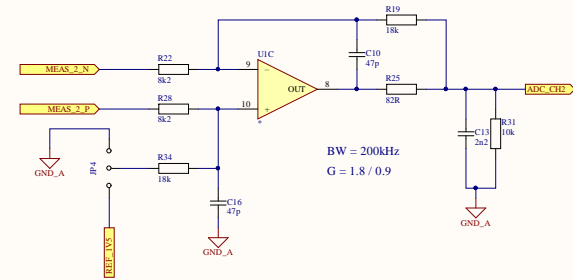 R19
18k
U1C
C10
47p
R22
MEAS_2_N
8k2
9
R25
8
OUT
82R
ADC_CH2
R28
MEAS_2_P
8k2
10
C13
2n2
R31
10k
BW = 200kHz
G = 1.8 / 0.9
JP4
R34
18k
GND_A
C16
47p
GND_A
GND_A
REF_1V5